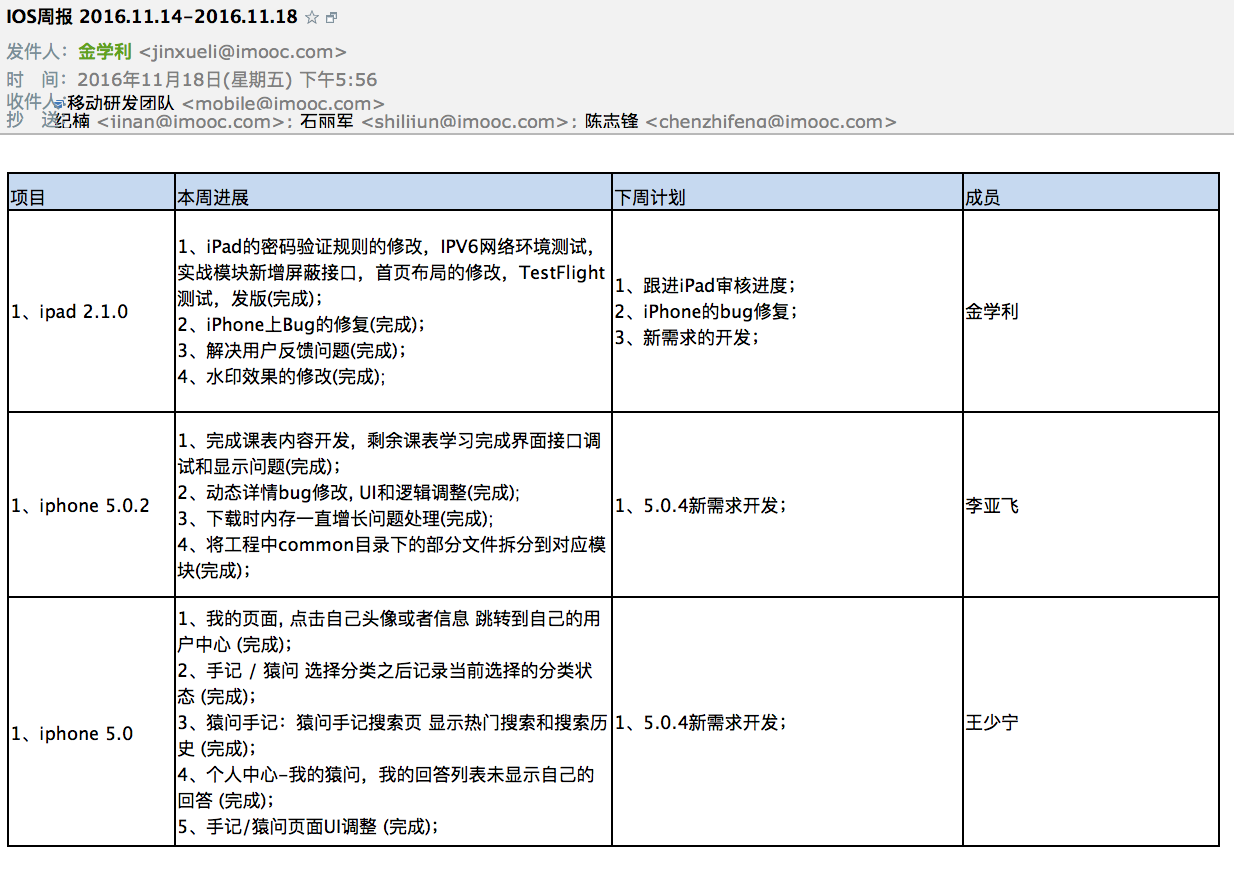 IOS周报 2016.11.14-2016.11.18
发件人：金学利 <jinxueli@imooc.com>
时 间：2016年11月18日(星期五) 下午5:56
收件人：移动研发团队 <mobile@imooc.com>
抄 送：纪楠 <jinan@imooc.com>; 石丽军 <shilijun@imooc.com>; 陈志锋 <chenzhifeng@imooc.com>
项目 本周进展 下周计划 成员
1、ipad 2.1.0
1、iPad的密码验证规则的修改，IPV6网络环境测试，
实战模块新增屏蔽接口，首页布局的修改，TestFlight
测试，发版(完成)；
2、iPhone上Bug的修复(完成)；
3、解决用户反馈问题(完成)；
4、水印效果的修改(完成);
1、跟进iPad审核进度；
2、iPhone的bug修复；
3、新需求的开发；
金学利
1、iphone 5.0.2
1、完成课表内容开发，剩余课表学习完成界面接口调
试和显示问题(完成)；
2、动态详情bug修改, UI和逻辑调整(完成);
3、下载时内存一直增长问题处理(完成);
4、将工程中common目录下的部分文件拆分到对应模
块(完成)；
1、5.0.4新需求开发；
李亚飞
1、iphone 5.0
1、我的页面, 点击自己头像或者信息 跳转到自己的用
户中心 (完成)；
2、手记 / 猿问 选择分类之后记录当前选择的分类状
态 (完成)；
3、猿问手记：猿问手记搜索页 显示热门搜索和搜索历
史 (完成)；
4、个人中心-我的猿问，我的回答列表未显示自己的
回答 (完成)；
5、手记/猿问页面UI调整 (完成)；
1、5.0.4新需求开发；
王少宁